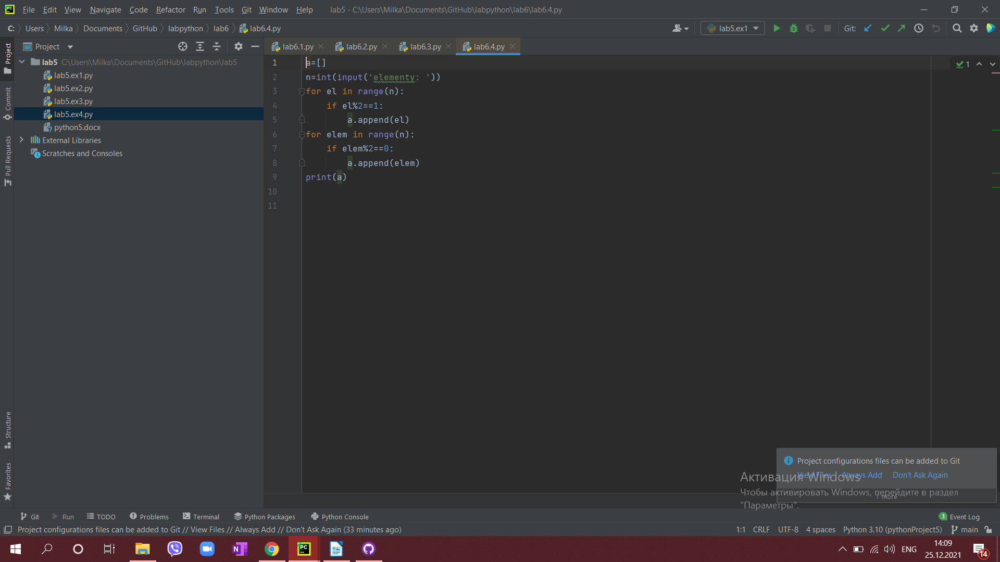 File Edit View Navigate Code Refactor Run Tools Git Window Help lab5 - C:\Users\Milka\Documents\GitHub\labpython\lab6\lab6.4.py
C: Users Milka Documents GitHub labpython lab6 lab6.4.py lab5.ex1 Git:
Project lab6.1.py lab6.2.py lab6.3.py lab6.4.py
Project
Commit
Pull Requests
Structure
Favorites
lab5 C:\Users\Milka\Documents\GitHub\labpython\lab5
lab5.ex1.py
lab5.ex2.py
lab5.ex3.py
lab5.ex4.py
python5.docx
External Libraries
Scratches and Consoles
1 a=[]
2 n=int(input('elementy: '))
3 for el in range(n):
4 if el%2==1:
5 a.append(el)
6 for elem in range(n):
7 if elem%2==0:
8 a.append(elem)
9 print(a)
10
11
1
Project configurations files can be added to Git
View Files Always Add Don't Ask Again
1 more
Активация Windows
Чтобы активировать Windows, перейдите в раздел
"Параметры".
Git Run TODO Problems Terminal Python Packages Python Console 3 Event Log
Project configurations files can be added to Git // View Files // Always Add // Don't Ask Again (33 minutes ago) 1:1 CRLF UTF-8 4 spaces Python 3.10 (pythonProject5) main
PC N PC ENG 14:09
25.12.2021 14